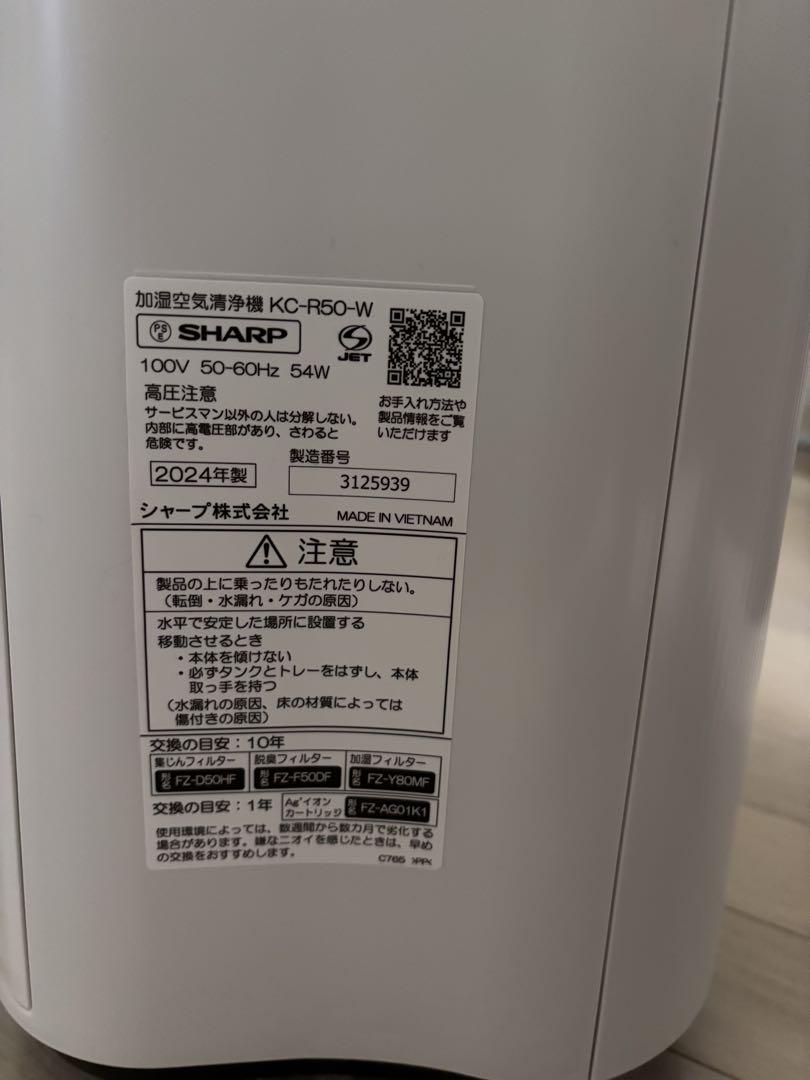 加湿空気清浄機 KC-R50-W
PS E SHARP
JET
100V 50-60Hz 54W
高圧注意
サービスマン以外の人は分解しない。
内部に高電圧部があり、さわると
危険です。
お手入れ方法や
製品情報をご覧
いただけます
製造番号
2024年製
3125939
シャープ株式会社
MADE IN VIETNAM
注意
製品の上に乗ったりもたれたりしない。
（転倒・水漏れ・ケガの原因）
水平で安定した場所に設置する
移動させるとき
・本体を傾けない
・必ずタンクとトレーをはずし、本体
取っ手を持つ
（水漏れの原因、床の材質によっては
傷付きの原因）
交換の目安：10年
集じんフィルター
形名 FZ-D50HF
脱臭フィルター
形名 FZ-F50DF
加湿フィルター
形名 FZ-Y80MF
交換の目安：1年
Ag⁺イオン
カートリッジ
形名 FZ-AG01K1
使用環境によっては、数週間から数カ月で劣化する
場合があります。嫌なニオイを感じたときは、早め
の交換をおすすめします。
C765 >PP<